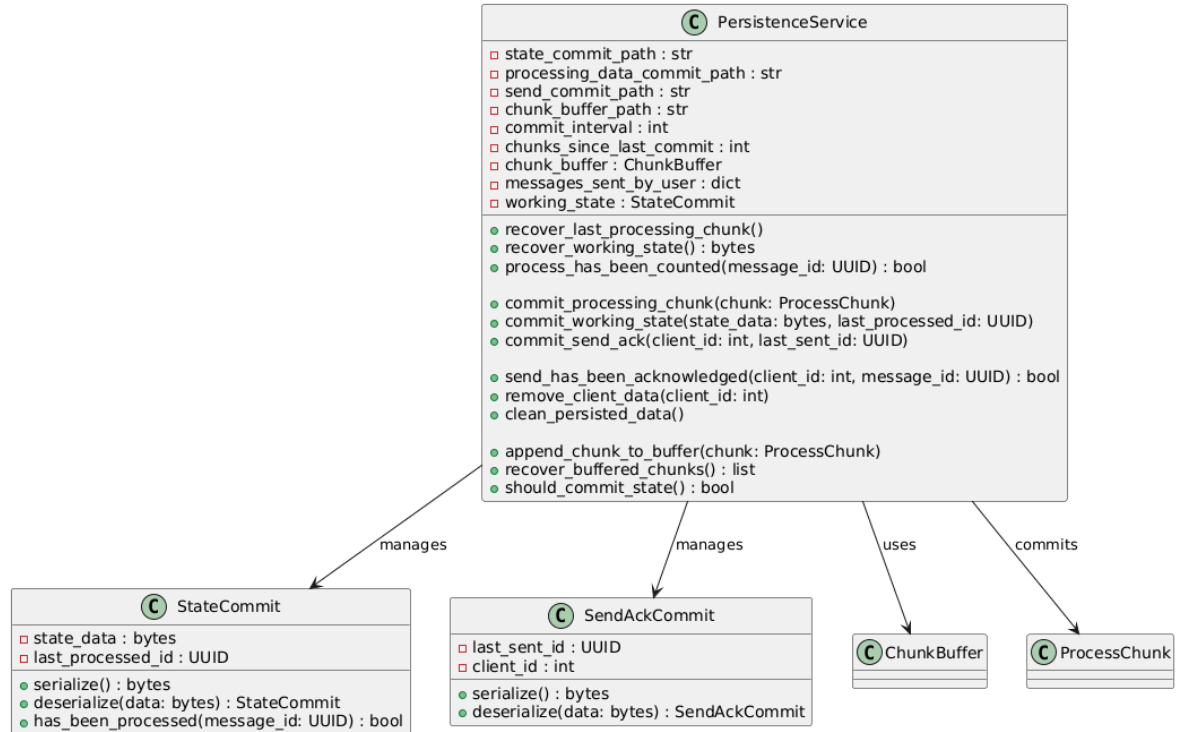 C PersistenceService
state_commit_path : str
processing_data_commit_path : str
send_commit_path : str
chunk_buffer_path : str
commit_interval : int
chunks_since_last_commit : int
chunk_buffer : ChunkBuffer
messages_sent_by_user : dict
working_state : StateCommit
recover_last_processing_chunk()
recover_working_state() : bytes
process_has_been_counted(message_id: UUID) : bool
commit_processing_chunk(chunk: ProcessChunk)
commit_working_state(state_data: bytes, last_processed_id: UUID)
commit_send_ack(client_id: int, last_sent_id: UUID)
send_has_been_acknowledged(client_id: int, message_id: UUID) : bool
remove_client_data(client_id: int)
clean_persisted_data()
append_chunk_to_buffer(chunk: ProcessChunk)
recover_buffered_chunks() : list
should_commit_state() : bool
manages
manages
uses
commits
C StateCommit
state_data : bytes
last_processed_id : UUID
serialize() : bytes
deserialize(data: bytes) : StateCommit
has_been_processed(message_id: UUID) : bool
C SendAckCommit
last_sent_id : UUID
client_id : int
serialize() : bytes
deserialize(data: bytes) : SendAckCommit
C ChunkBuffer
C ProcessChunk